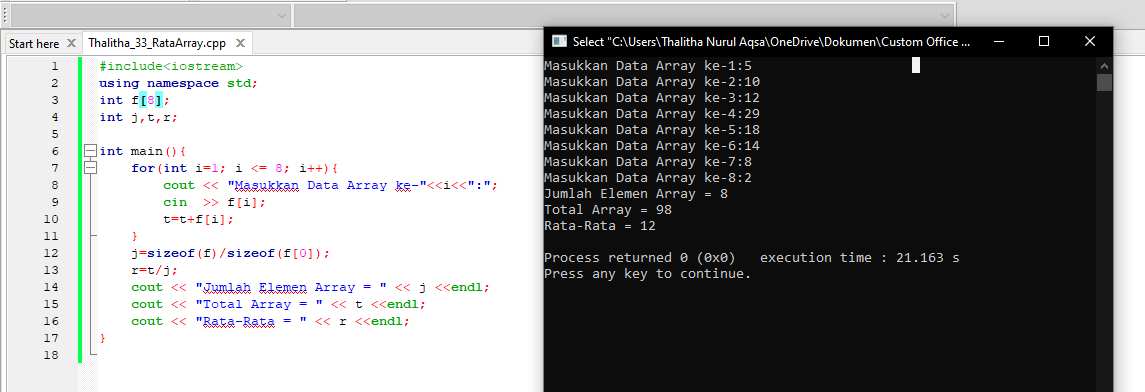 Start here X Thalitha_33_RataArray.cpp X
1 #include<iostream>
2 using namespace std;
3 int f[8];
4 int j,t,r;
5
6 int main(){
7 for(int i=1; i <= 8; i++){
8 cout << "Masukkan Data Array ke-"<<i<<":";
9 cin >> f[i];
10 t=t+f[i];
11 }
12 j=sizeof(f)/sizeof(f[0]);
13 r=t/j;
14 cout << "Jumlah Elemen Array = " << j <<endl;
15 cout << "Total Array = " << t <<endl;
16 cout << "Rata-Rata = " << r <<endl;
17 }
18
Select "C:\Users\Thalitha Nurul Aqsa\OneDrive\Dokumen\Custom Office ...
Masukkan Data Array ke-1:5
Masukkan Data Array ke-2:10
Masukkan Data Array ke-3:12
Masukkan Data Array ke-4:29
Masukkan Data Array ke-5:18
Masukkan Data Array ke-6:14
Masukkan Data Array ke-7:8
Masukkan Data Array ke-8:2
Jumlah Elemen Array = 8
Total Array = 98
Rata-Rata = 12

Process returned 0 (0x0) execution time : 21.163 s
Press any key to continue.